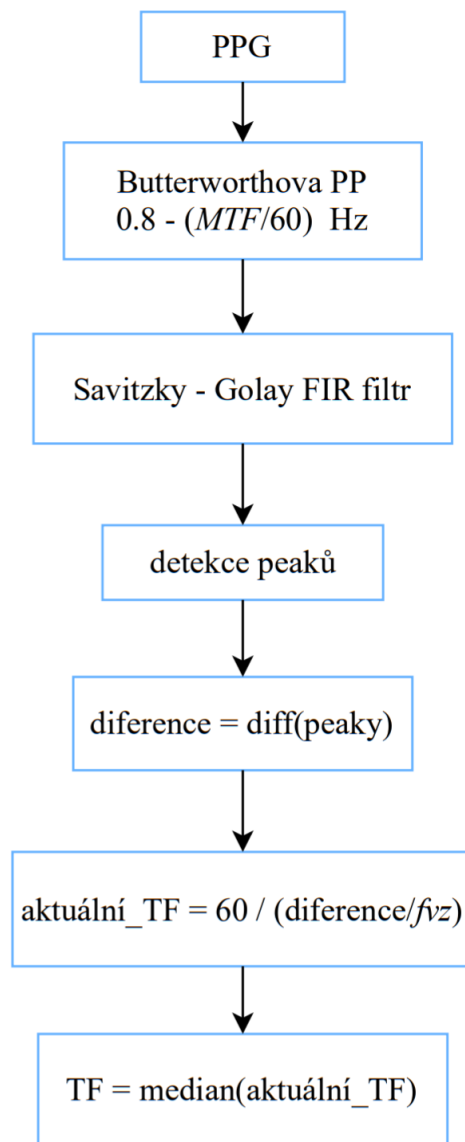 PPG
Butterworthova PP
0.8 - (MTF/60) Hz
Savitzky - Golay FIR filtr
detekce peaků
diference = diff(peaky)
aktuální_TF = 60 / (diference/fvz)
TF = median(aktuální_TF)